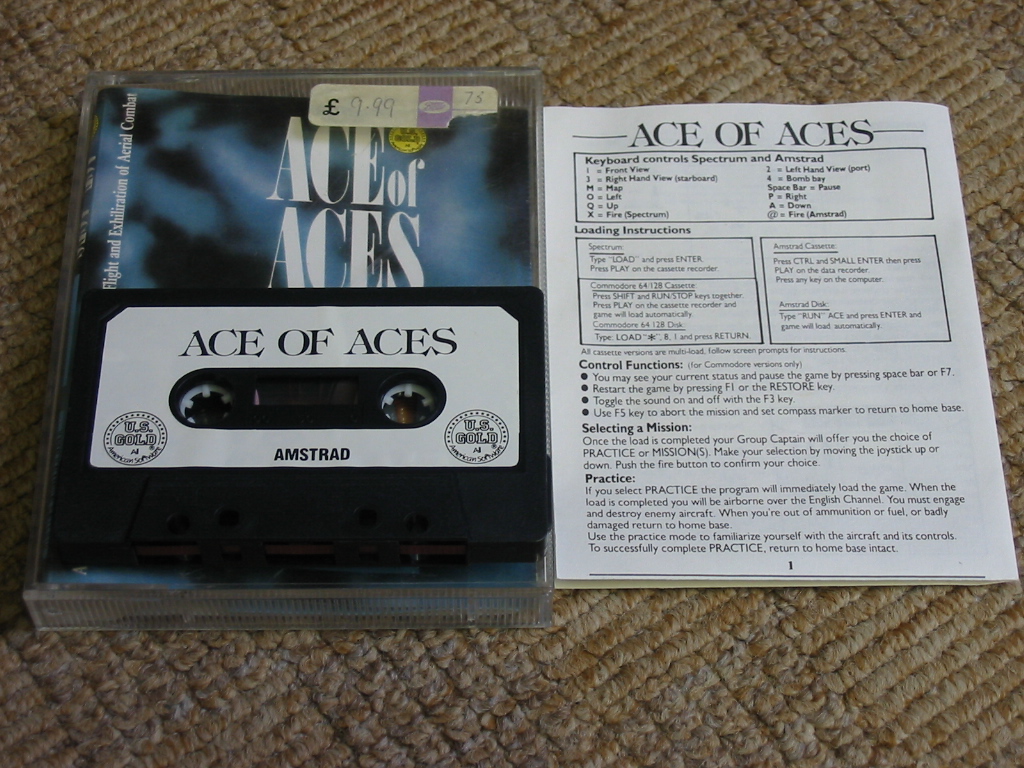 £ 9.99
75
Flight and Exhiliration of Aerial Combat
ACE of
ACES
ACE OF ACES
U.S. GOLD
All American Software
U.S. GOLD
All American Software
AMSTRAD
ACE OF ACES
Keyboard controls Spectrum and Amstrad
1 = Front View
2 = Left Hand View (port)
3 = Right Hand View (starboard)
4 = Bomb bay
M = Map
Space Bar = Pause
O = Left
P = Right
Q = Up
A = Down
X = Fire (Spectrum)
@ = Fire (Amstrad)
Loading Instructions
Spectrum:
Type "LOAD" and press ENTER.
Press PLAY on the cassette recorder.
Commodore 64/128 Cassette
Press SHIFT and RUN/STOP keys together.
Press PLAY on the cassette recorder and
game will load automatically.
Commodore 64 128 Disk
Type: LOAD "*", 8, 1 and press RETURN.
Amstrad Cassette:
Press CTRL and SMALL ENTER then press
PLAY on the data recorder.
Press any key on the computer.
Amstrad Disk:
Type "RUN" ACE and press ENTER and
game will load automatically.
All cassette versions are multi-load, follow screen prompts for instructions.
Control Functions: (for Commodore versions only)
● You may see your current status and pause the game by pressing space bar or F7.
● Restart the game by pressing F1 or the RESTORE key.
● Toggle the sound on and off with the F3 key.
● Use F5 key to abort the mission and set compass marker to return to home base.
Selecting a Mission:
Once the load is completed your Group Captain will offer you the choice of
PRACTICE or MISSION(S). Make your selection by moving the joystick up or
down. Push the fire button to confirm your choice.
Practice:
If you select PRACTICE the program will immediately load the game. When the
load is completed you will be airborne over the English Channel. You must engage
and destroy enemy aircraft. When you're out of ammunition or fuel, or badly
damaged return to home base.
Use the practice mode to familiarize yourself with the aircraft and its controls.
To successfully complete PRACTICE, return to home base intact.
1